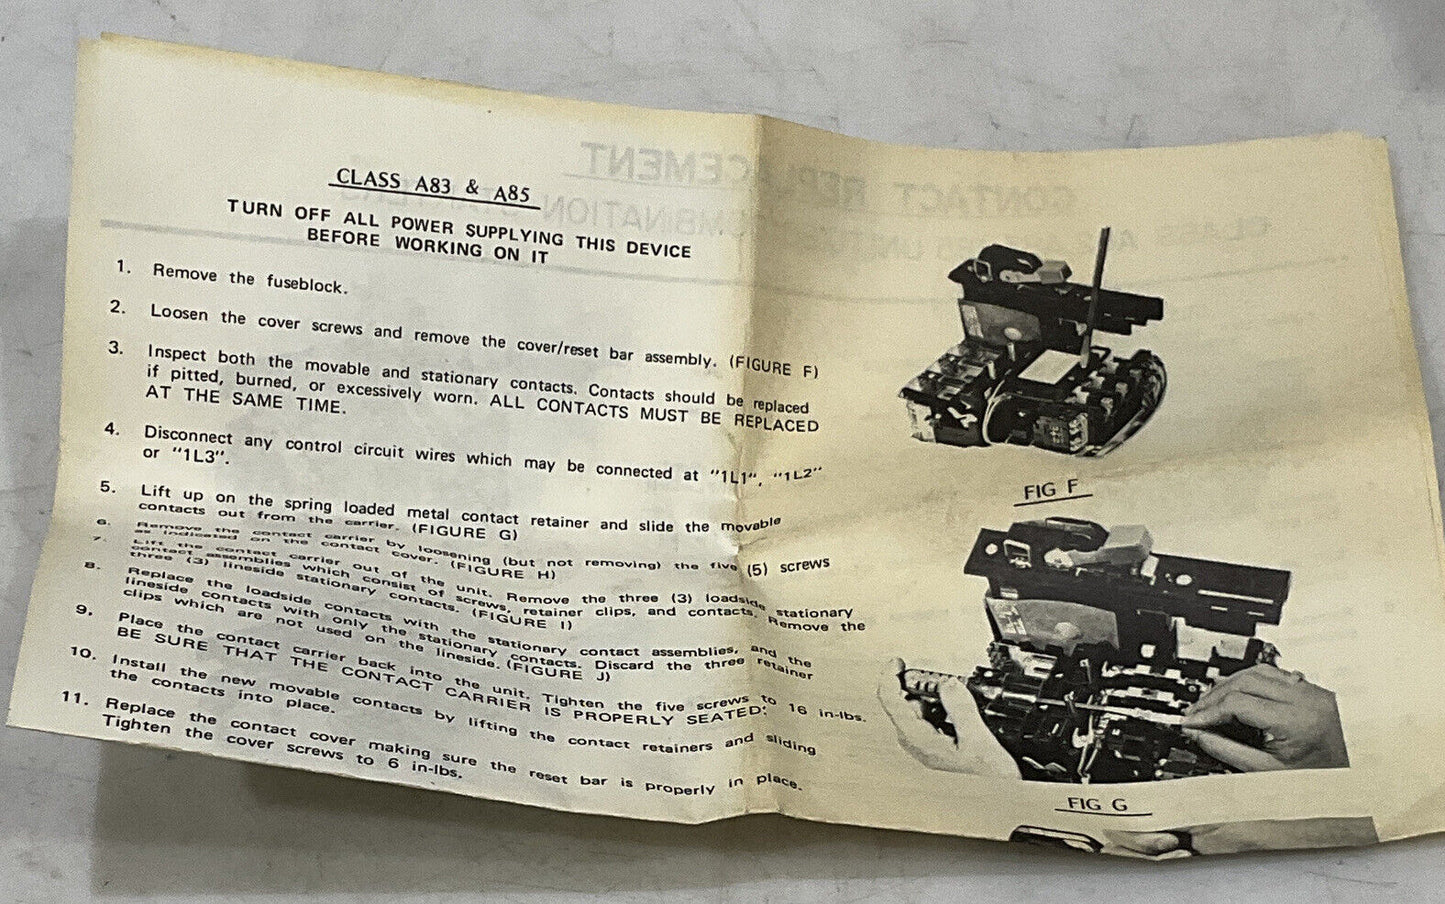 CLASS A83 & A85
TURN OFF ALL POWER SUPPLYING THIS DEVICE
BEFORE WORKING ON IT
1. Remove the fuseblock.
2. Loosen the cover screws and remove the cover/reset bar assembly. (FIGURE F)
3. Inspect both the movable and stationary contacts. Contacts should be replaced
if pitted, burned, or excessively worn. ALL CONTACTS MUST BE REPLACED
AT THE SAME TIME.
4. Disconnect any control circuit wires which may be connected at "1L1", "1L2"
or "1L3".
5. Lift up on the spring loaded metal contact retainer and slide the movable
contacts out from the carrier. (FIGURE G)
6. Remove the contact carrier by loosening (but not removing) the five (5) screws
as indicated on the contact cover. (FIGURE H)
7. Lift the contact carrier out of the unit. Remove the three (3) loadside stationary
contact assemblies which consist of screws, retainer clips, and contacts. Remove the
three (3) lineside stationary contacts. (FIGURE I)
8. Replace the loadside contacts with the stationary contact assemblies, and the
lineside contacts with only the stationary contacts. Discard the three retainer
clips which are not used on the lineside. (FIGURE J)
9. Place the contact carrier back into the unit. Tighten the five screws to 16 in-lbs.
BE SURE THAT THE CONTACT CARRIER IS PROPERLY SEATED.
10. Install the new movable contacts by lifting the contact retainers and sliding
the contacts into place.
11. Replace the contact cover making sure the reset bar is properly in place.
Tighten the cover screws to 6 in-lbs.
FIG F
FIG G
CONTACT REPLACEMENT